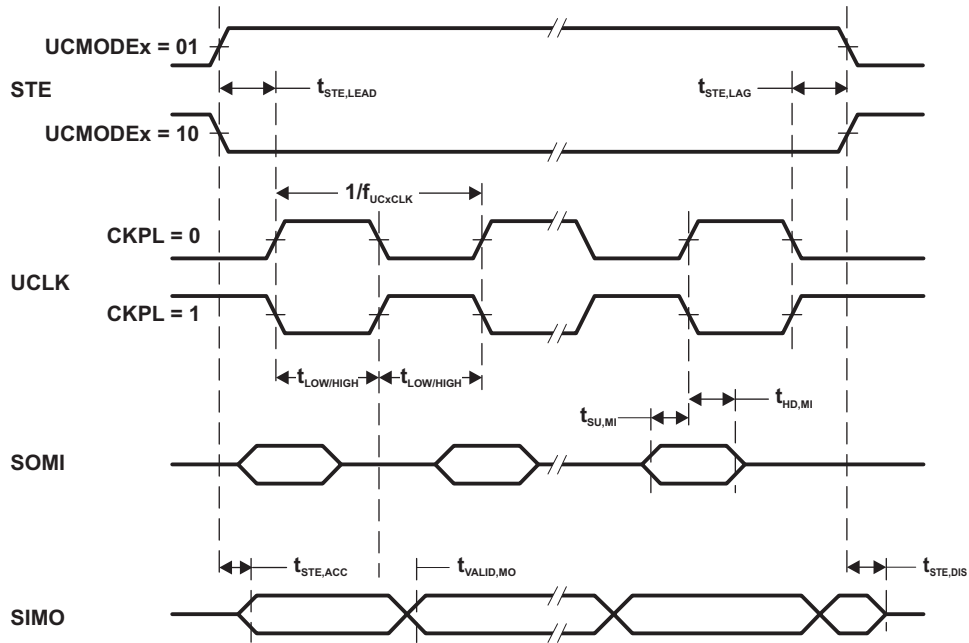 UCMODEx = 01
STE
tSTE,LEAD
tSTE,LAG
UCMODEx = 10
1/fUCxCLK
CKPL = 0
UCLK
CKPL = 1
tLOW/HIGH tLOW/HIGH
tSU,MI
tHD,MI
SOMI
tSTE,ACC
tVALID,MO
tSTE,DIS
SIMO